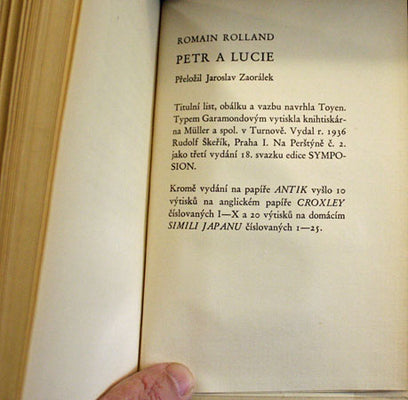 ROMAIN ROLLAND
PETR A LUCIE
Přeložil Jaroslav Zaorálek
Titulní list, obálku a vazbu navrhla Toyen.
Typem Garamondovým vytiskla knihtiskár-
na Müller a spol. v Turnově. Vydal r. 1936
Rudolf Škeřík, Praha I. Na Perštýně č. 2.
jako třetí vydání 18. svazku edice SYMPO-
SION.
Kromě vydání na papíře ANTIK vyšlo 10
výtisků na anglickém papíře CROXLEY
číslovaných I—X a 20 výtisků na domácím
SIMILI JAPANU číslovaných 1—25.